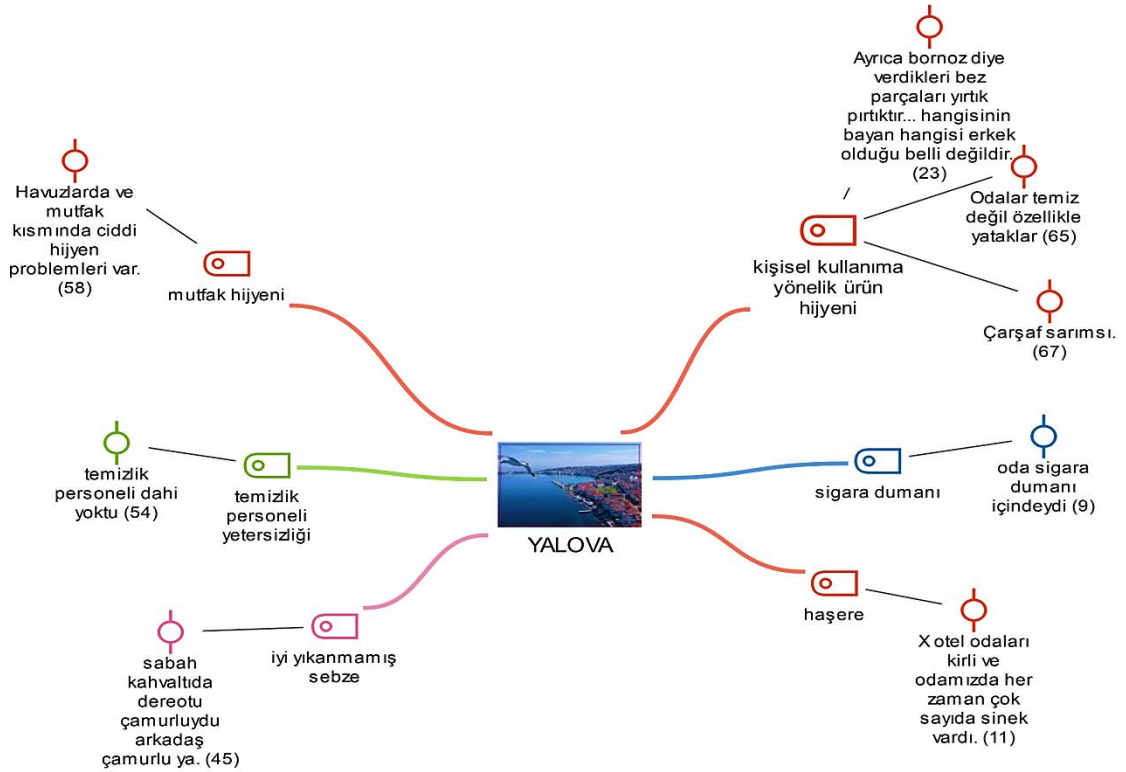 Ayrıca bornoz diye
verdikleri bez
parçaları yırtık
pırtıktır... hangisinin
bayan hangisi erkek
olduğu belli değildir.
(23)
Odalar temiz
değil özellikle
yataklar (65)
kişisel kullanıma
yönelik ürün
hijyeni
Çarşaf sarımsı.
(67)
Havuzlarda ve
mutfak
kısmında ciddi
hijyen
problemleri var.
(58)
mutfak hijyeni
temizlik
personeli dahi
yoktu (54)
temizlik
personeli
yetersizliği
YALOVA
sigara dumanı
oda sigara
dumanı
içindeydi (9)
haşere
X otel odaları
kirli ve
odamızda her
zaman çok
sayıda sinek
vardı. (11)
iyi yıkanmamış
sebze
sabah
kahvaltıda
dereotu
çamurluydu
arkadaş
çamurlu ya. (45)